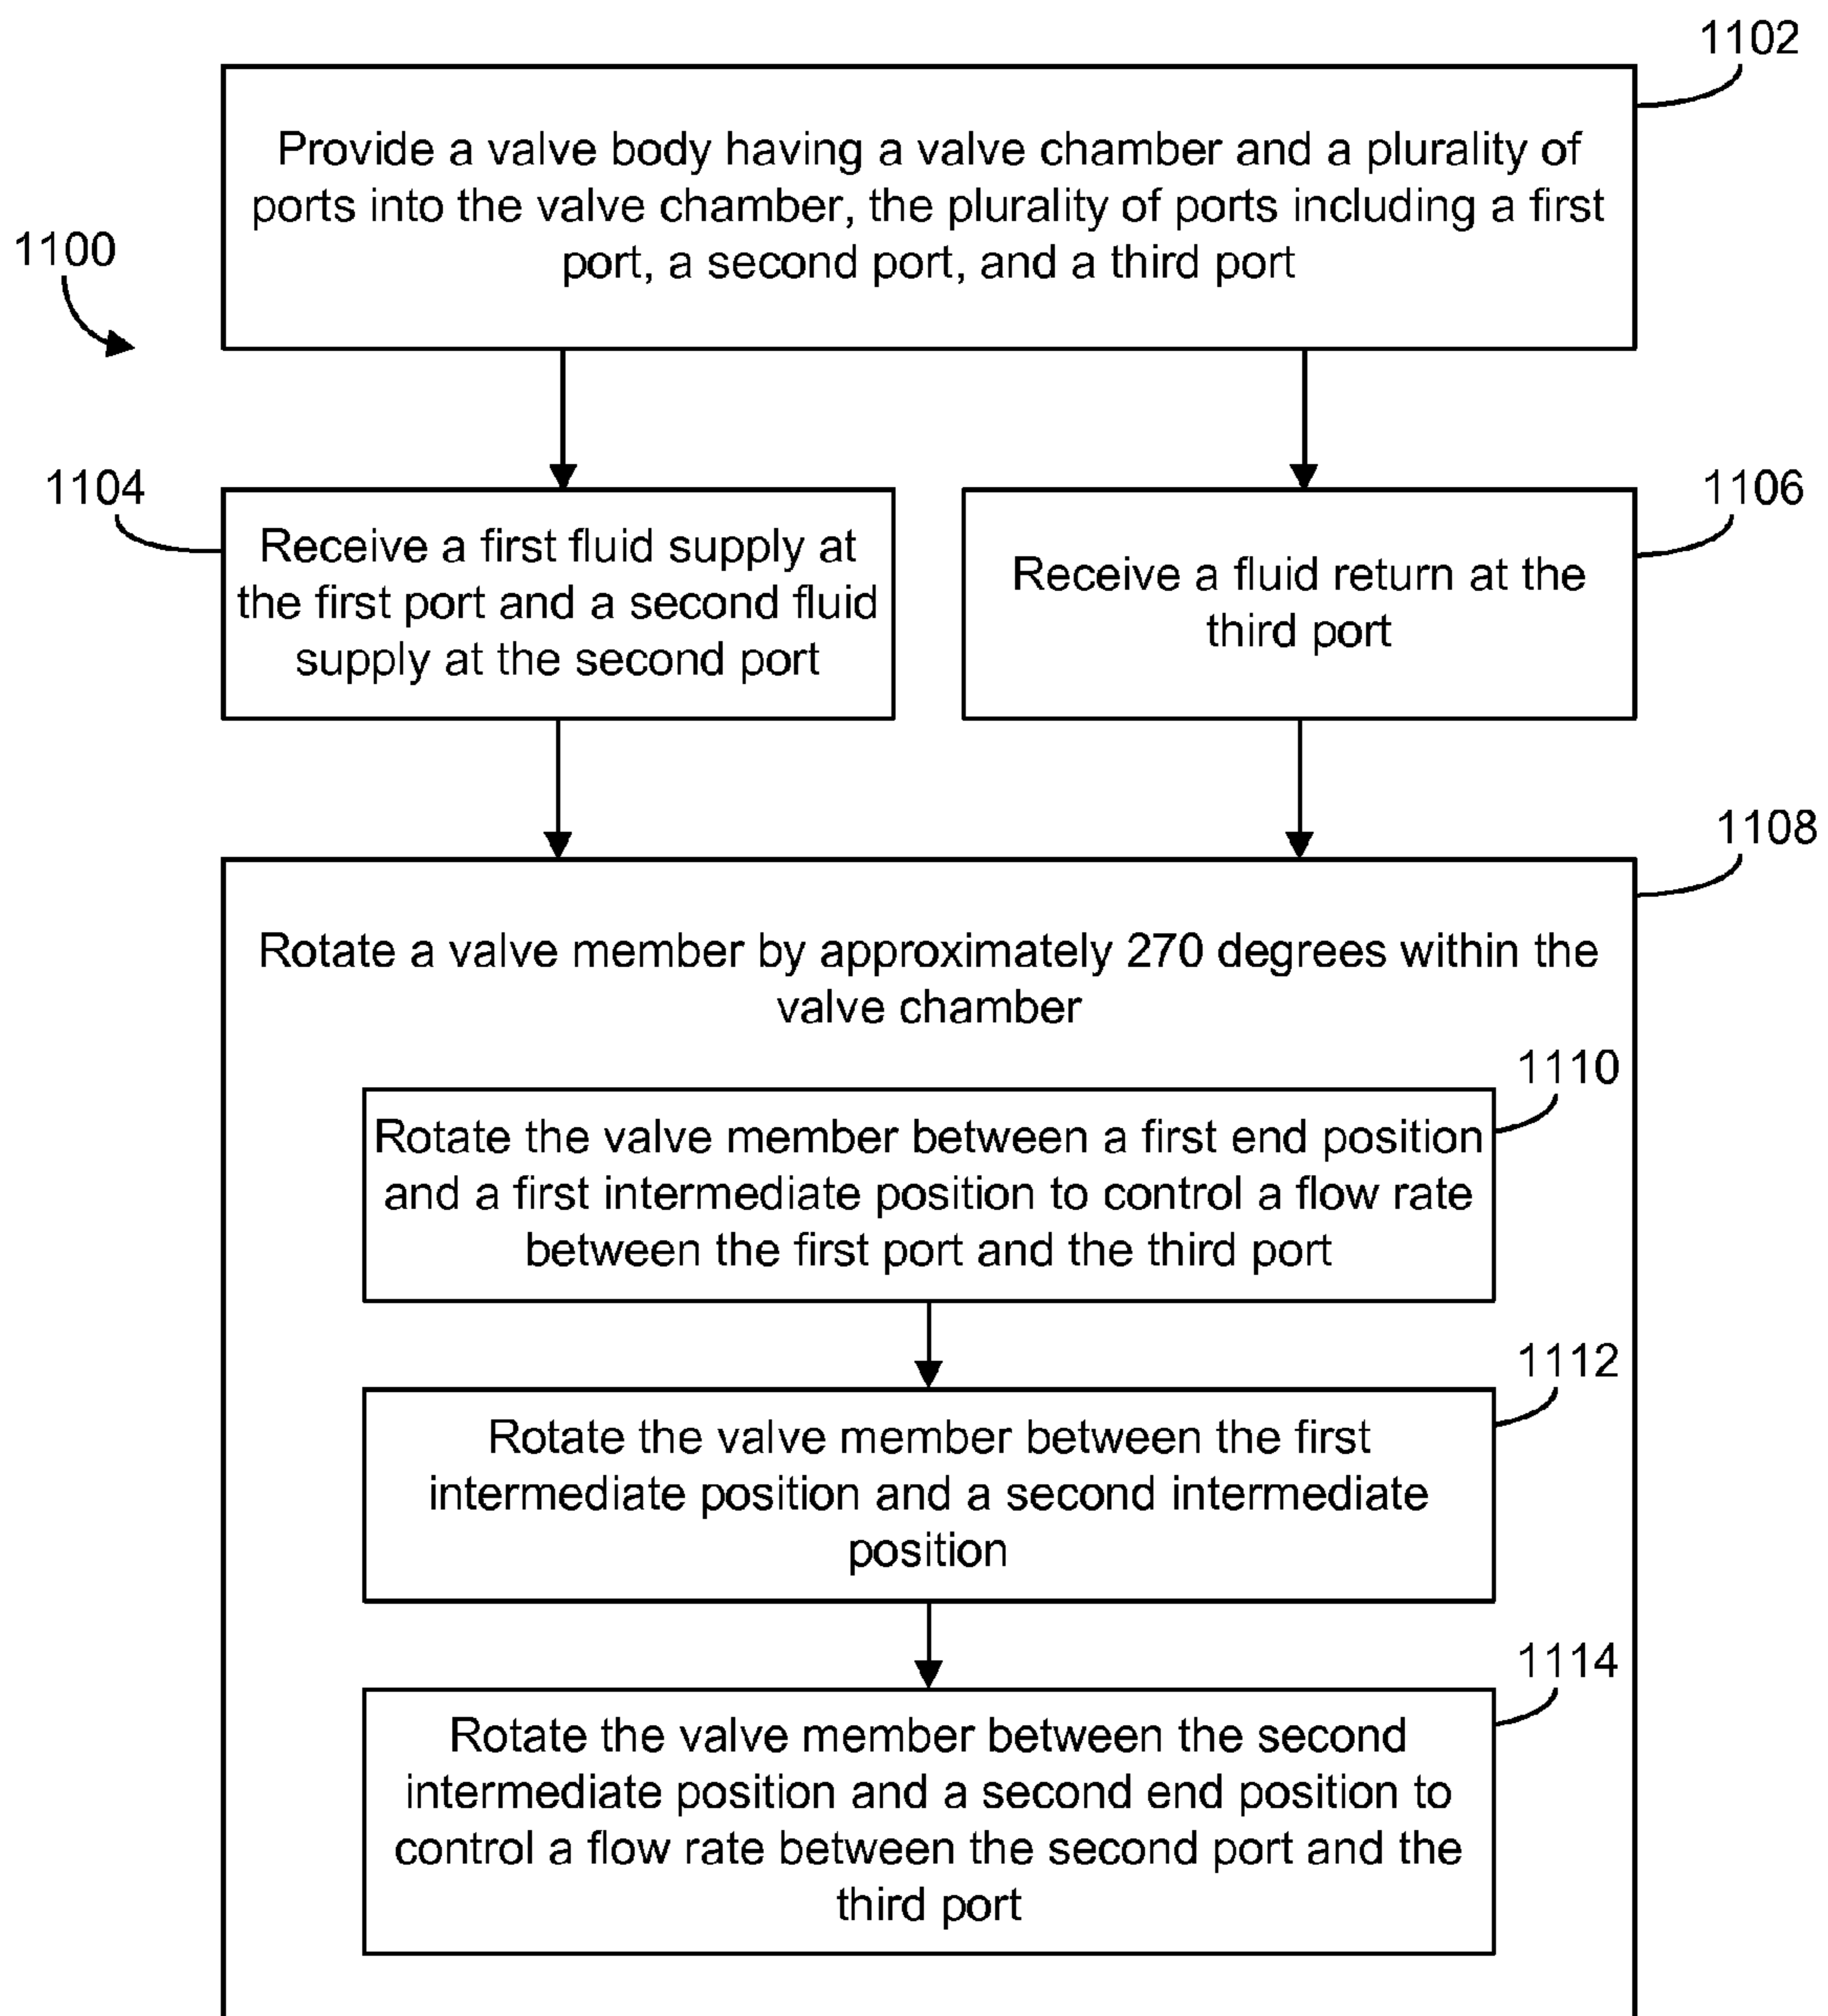 1102
Provide a valve body having a valve chamber and a plurality of
ports into the valve chamber, the plurality of ports including a first
port, a second port, and a third port
1100
1104
Receive a first fluid supply at
the first port and a second fluid
supply at the second port
1106
Receive a fluid return at the
third port
1108
Rotate a valve member by approximately 270 degrees within the
valve chamber
1110
Rotate the valve member between a first end position
and a first intermediate position to control a flow rate
between the first port and the third port
1112
Rotate the valve member between the first
intermediate position and a second intermediate
position
1114
Rotate the valve member between the second
intermediate position and a second end position to
control a flow rate between the second port and the
third port